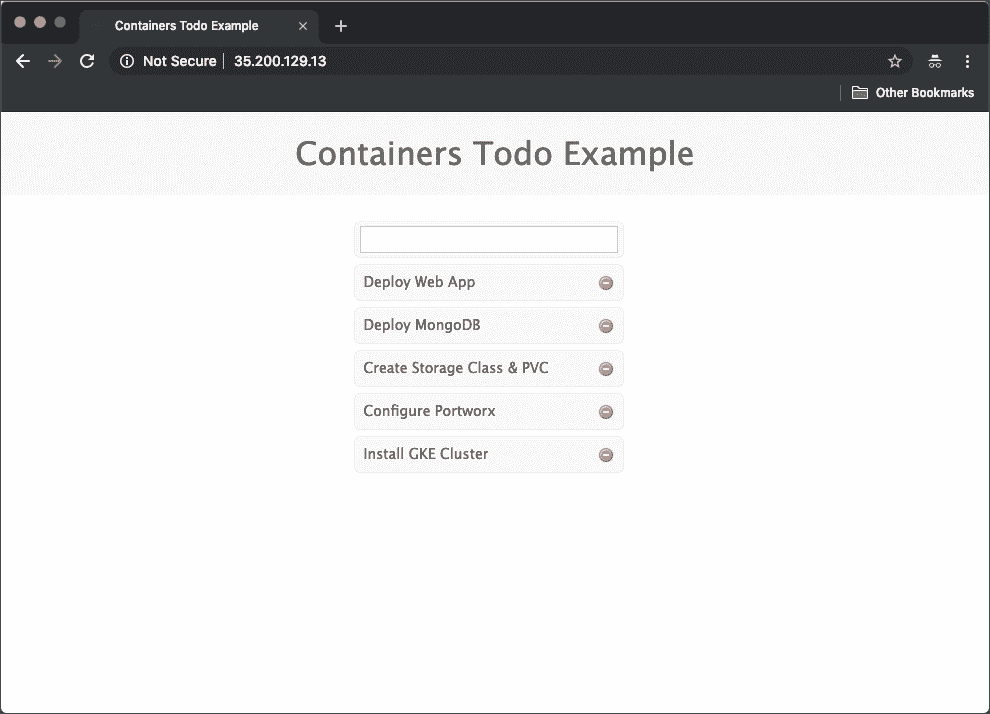 Containers Todo Example
Not Secure 35.200.129.13
Other Bookmarks
Containers Todo Example
Deploy Web App
Deploy MongoDB
Create Storage Class & PVC
Configure Portworx
Install GKE Cluster